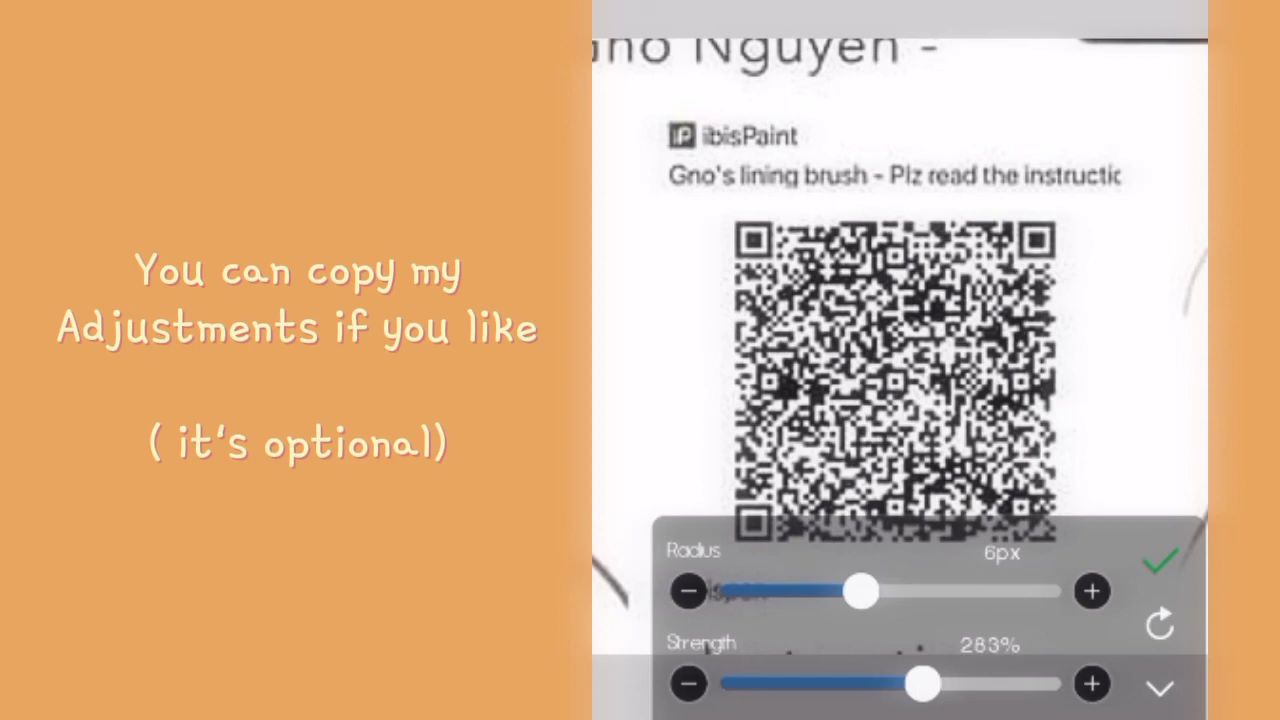 You can copy my
Adjustments if you like
( it's optional)
Nguyen -
ibisPaint
Gno's lining brush - Plz read the instructic
Radius
6px
Strength
283%